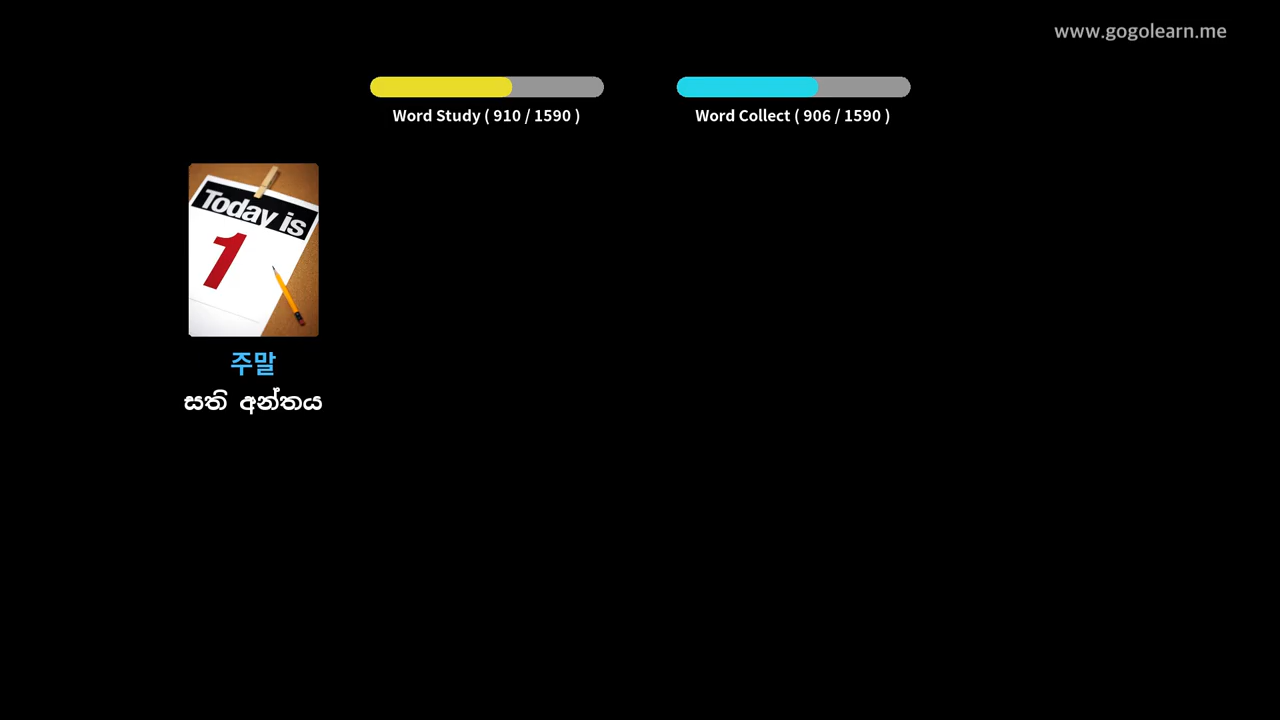 www.gogolearn.me
Word Study ( 910 / 1590 )
Word Collect ( 906 / 1590 )
Today is
1
주말
සති අන්තය